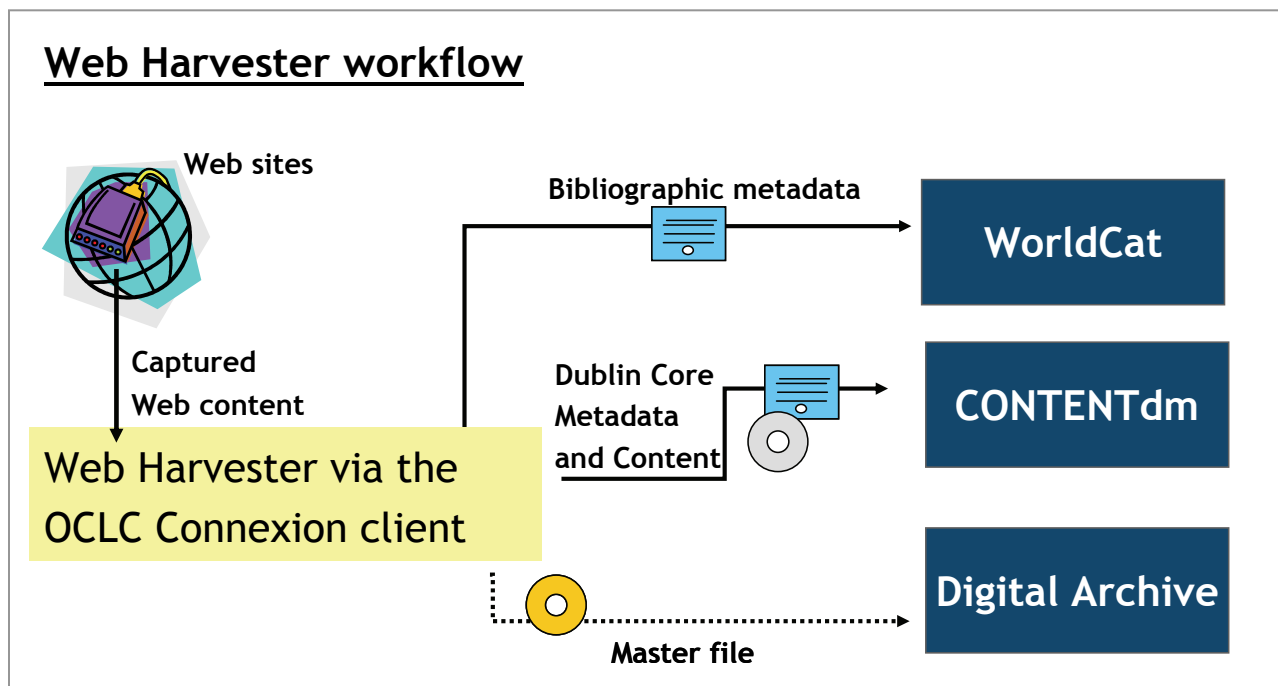 Web Harvester workflow
Web sites
Bibliographic metadata
WorldCat
Captured
Web content
Dublin Core
Metadata
and Content
CONTENTdm
Web Harvester via the
OCLC Connexion client
Digital Archive
Master file